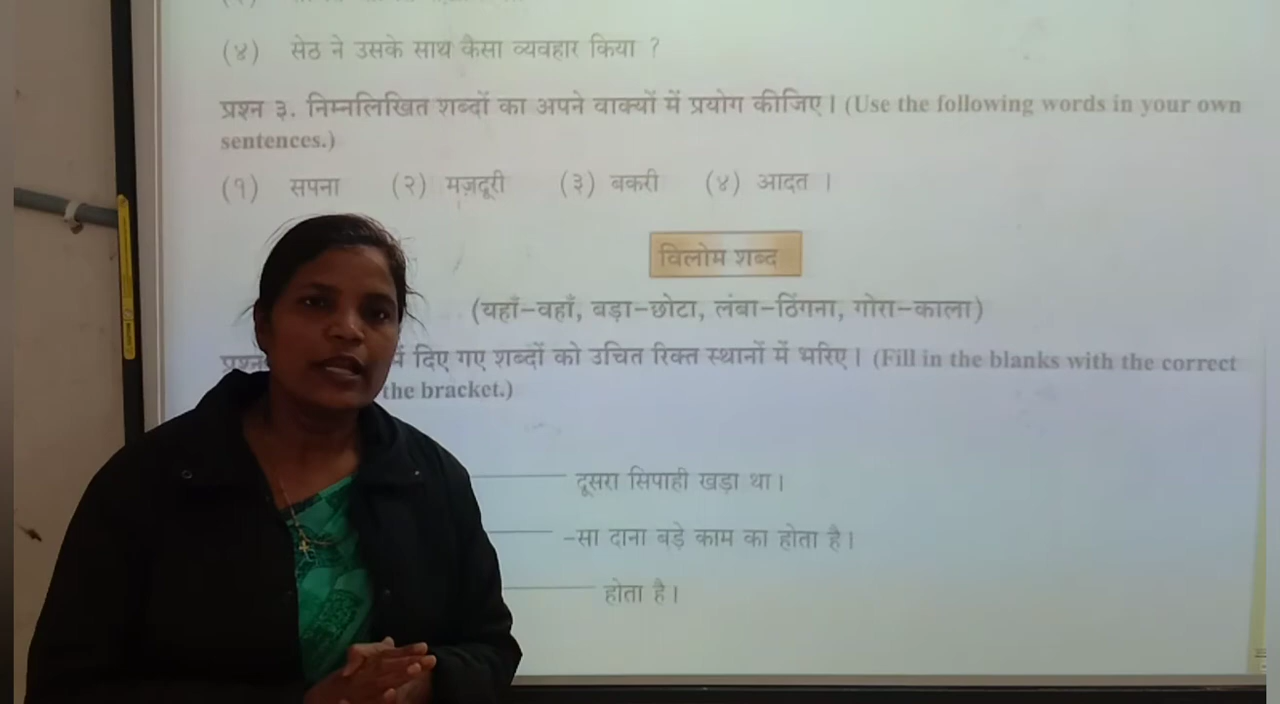 (४) सेठ ने उसके साथ कैसा व्यवहार किया ?
प्रश्न ३. निम्नलिखित शब्दों का अपने वाक्यों में प्रयोग कीजिए। (Use the following words in your own
sentences.)
(१) सपना (२) मज़दूरी (३) बकरी (४) आदत ।
विलोम शब्द
(यहाँ-वहाँ, बड़ा-छोटा, लंबा-ठिंगना, गोरा-काला)
प्रश्न दिए गए शब्दों को उचित रिक्त स्थानों में भरिए। (Fill in the blanks with the correct
the bracket.)
दूसरा सिपाही खड़ा था।
-सा दाना बड़े काम का होता है।
होता है।